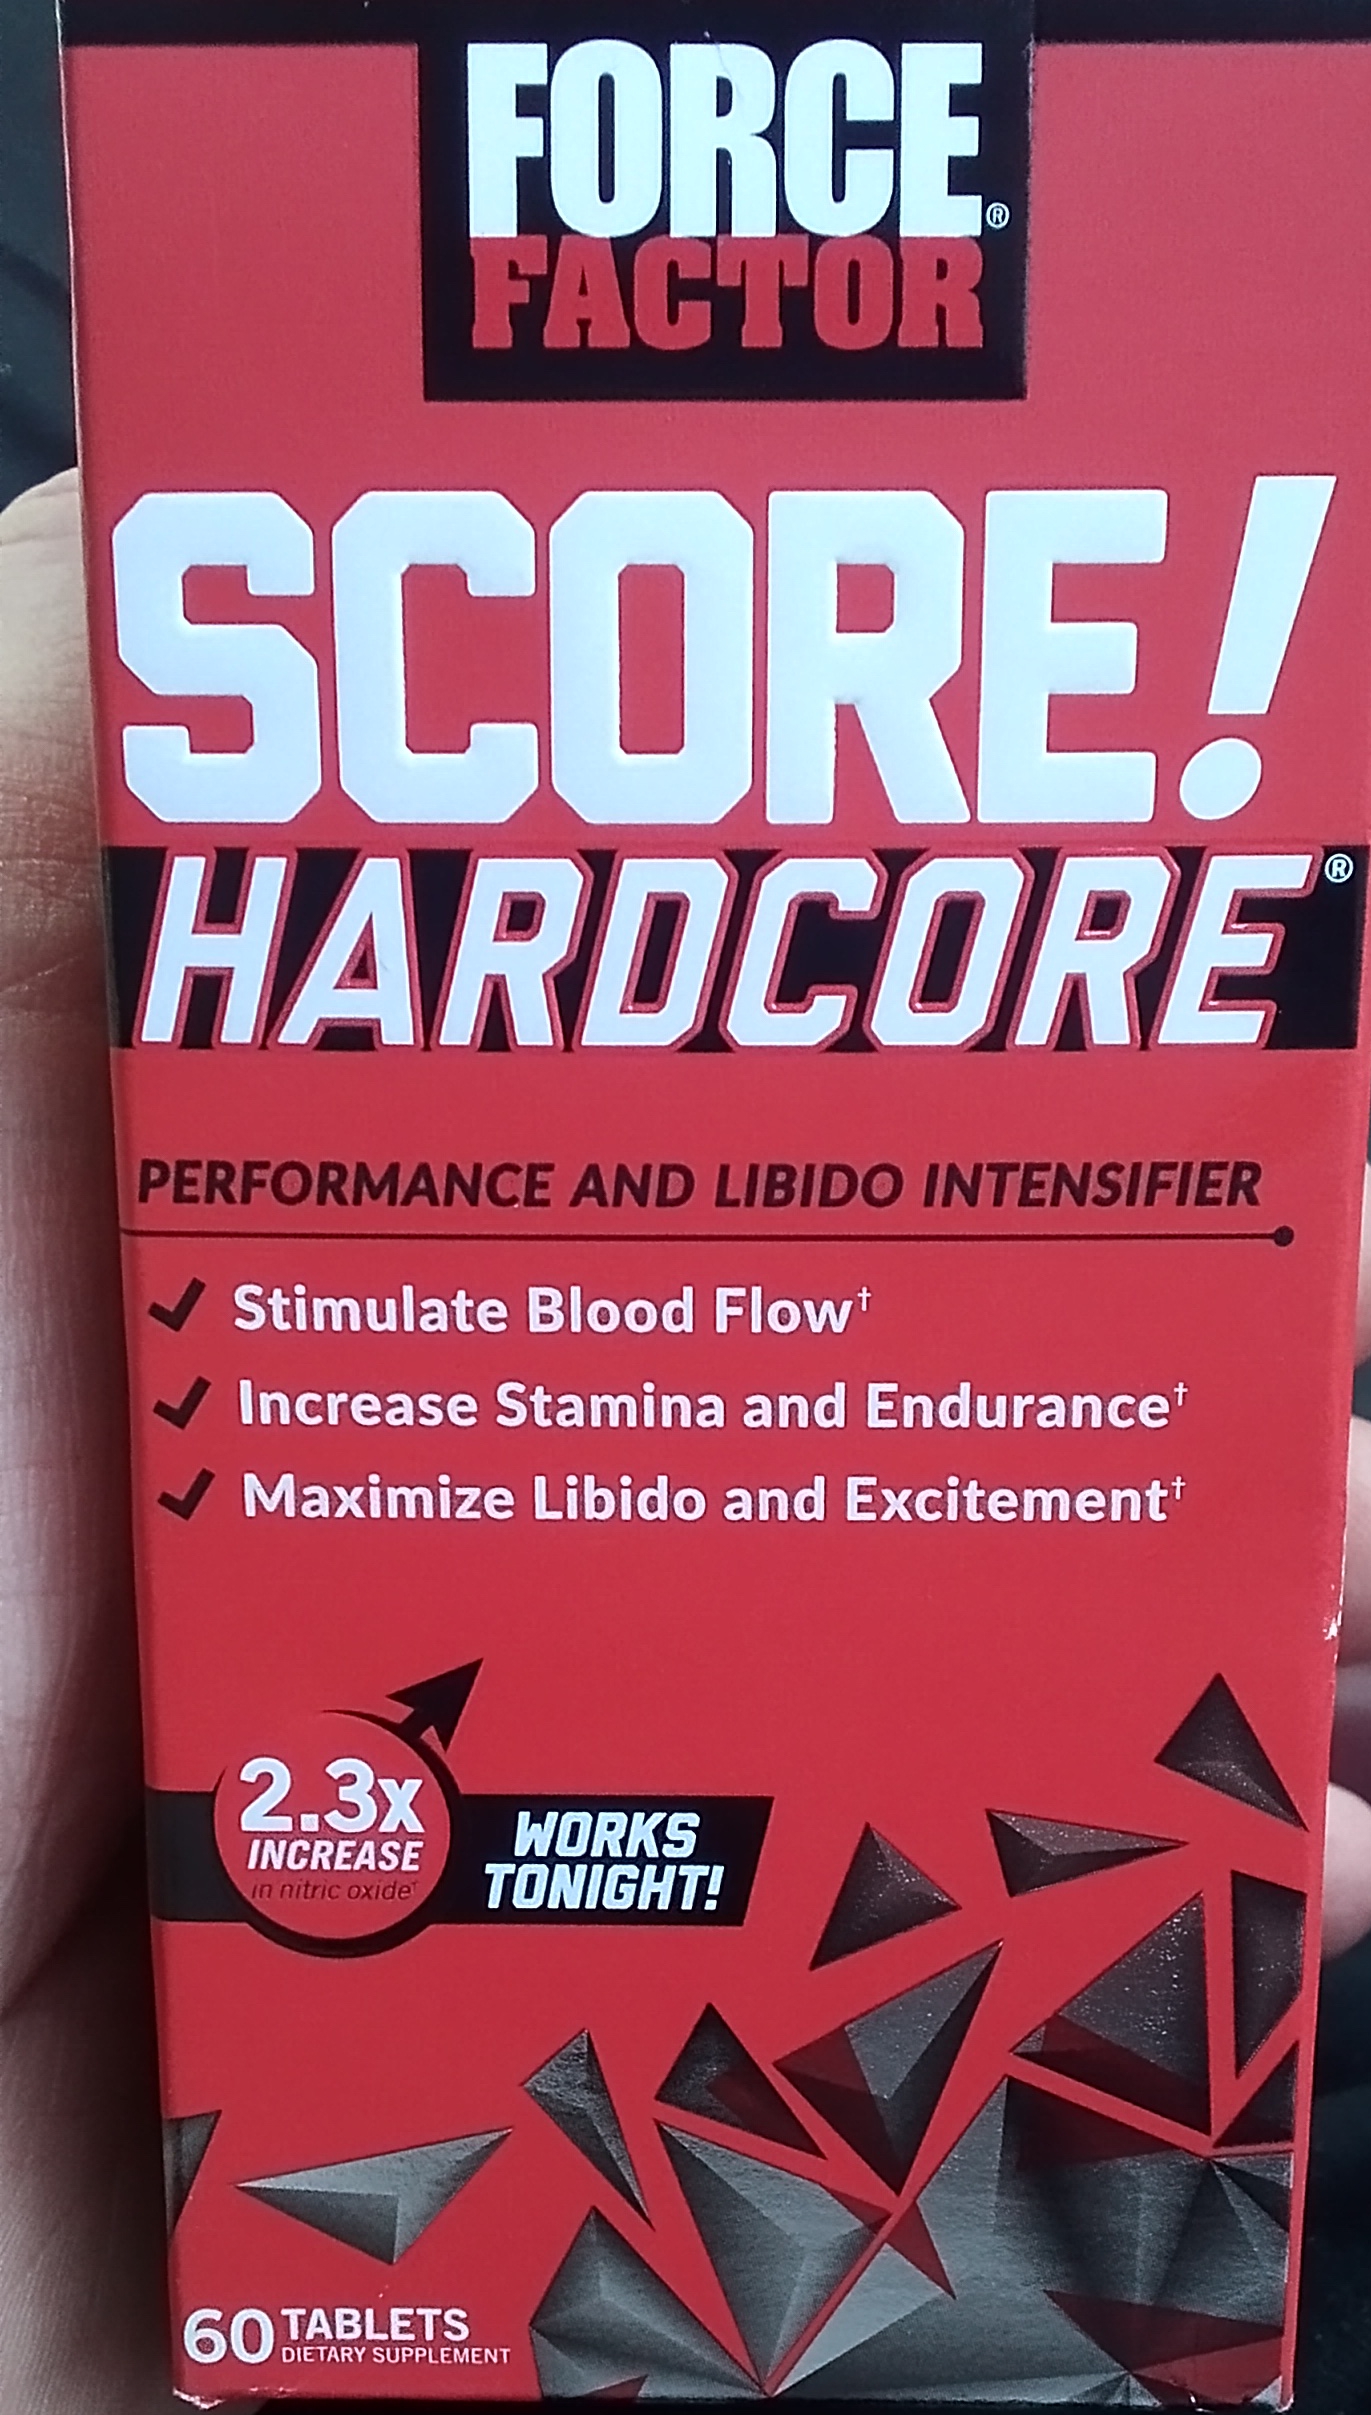 FORCE®
FACTOR
SCORE!
HARDCORE®
PERFORMANCE AND LIBIDO INTENSIFIER
✓ Stimulate Blood Flow†
✓ Increase Stamina and Endurance†
✓ Maximize Libido and Excitement†
2.3x
INCREASE
in nitric oxide†
WORKS
TONIGHT!
60 TABLETS
DIETARY SUPPLEMENT